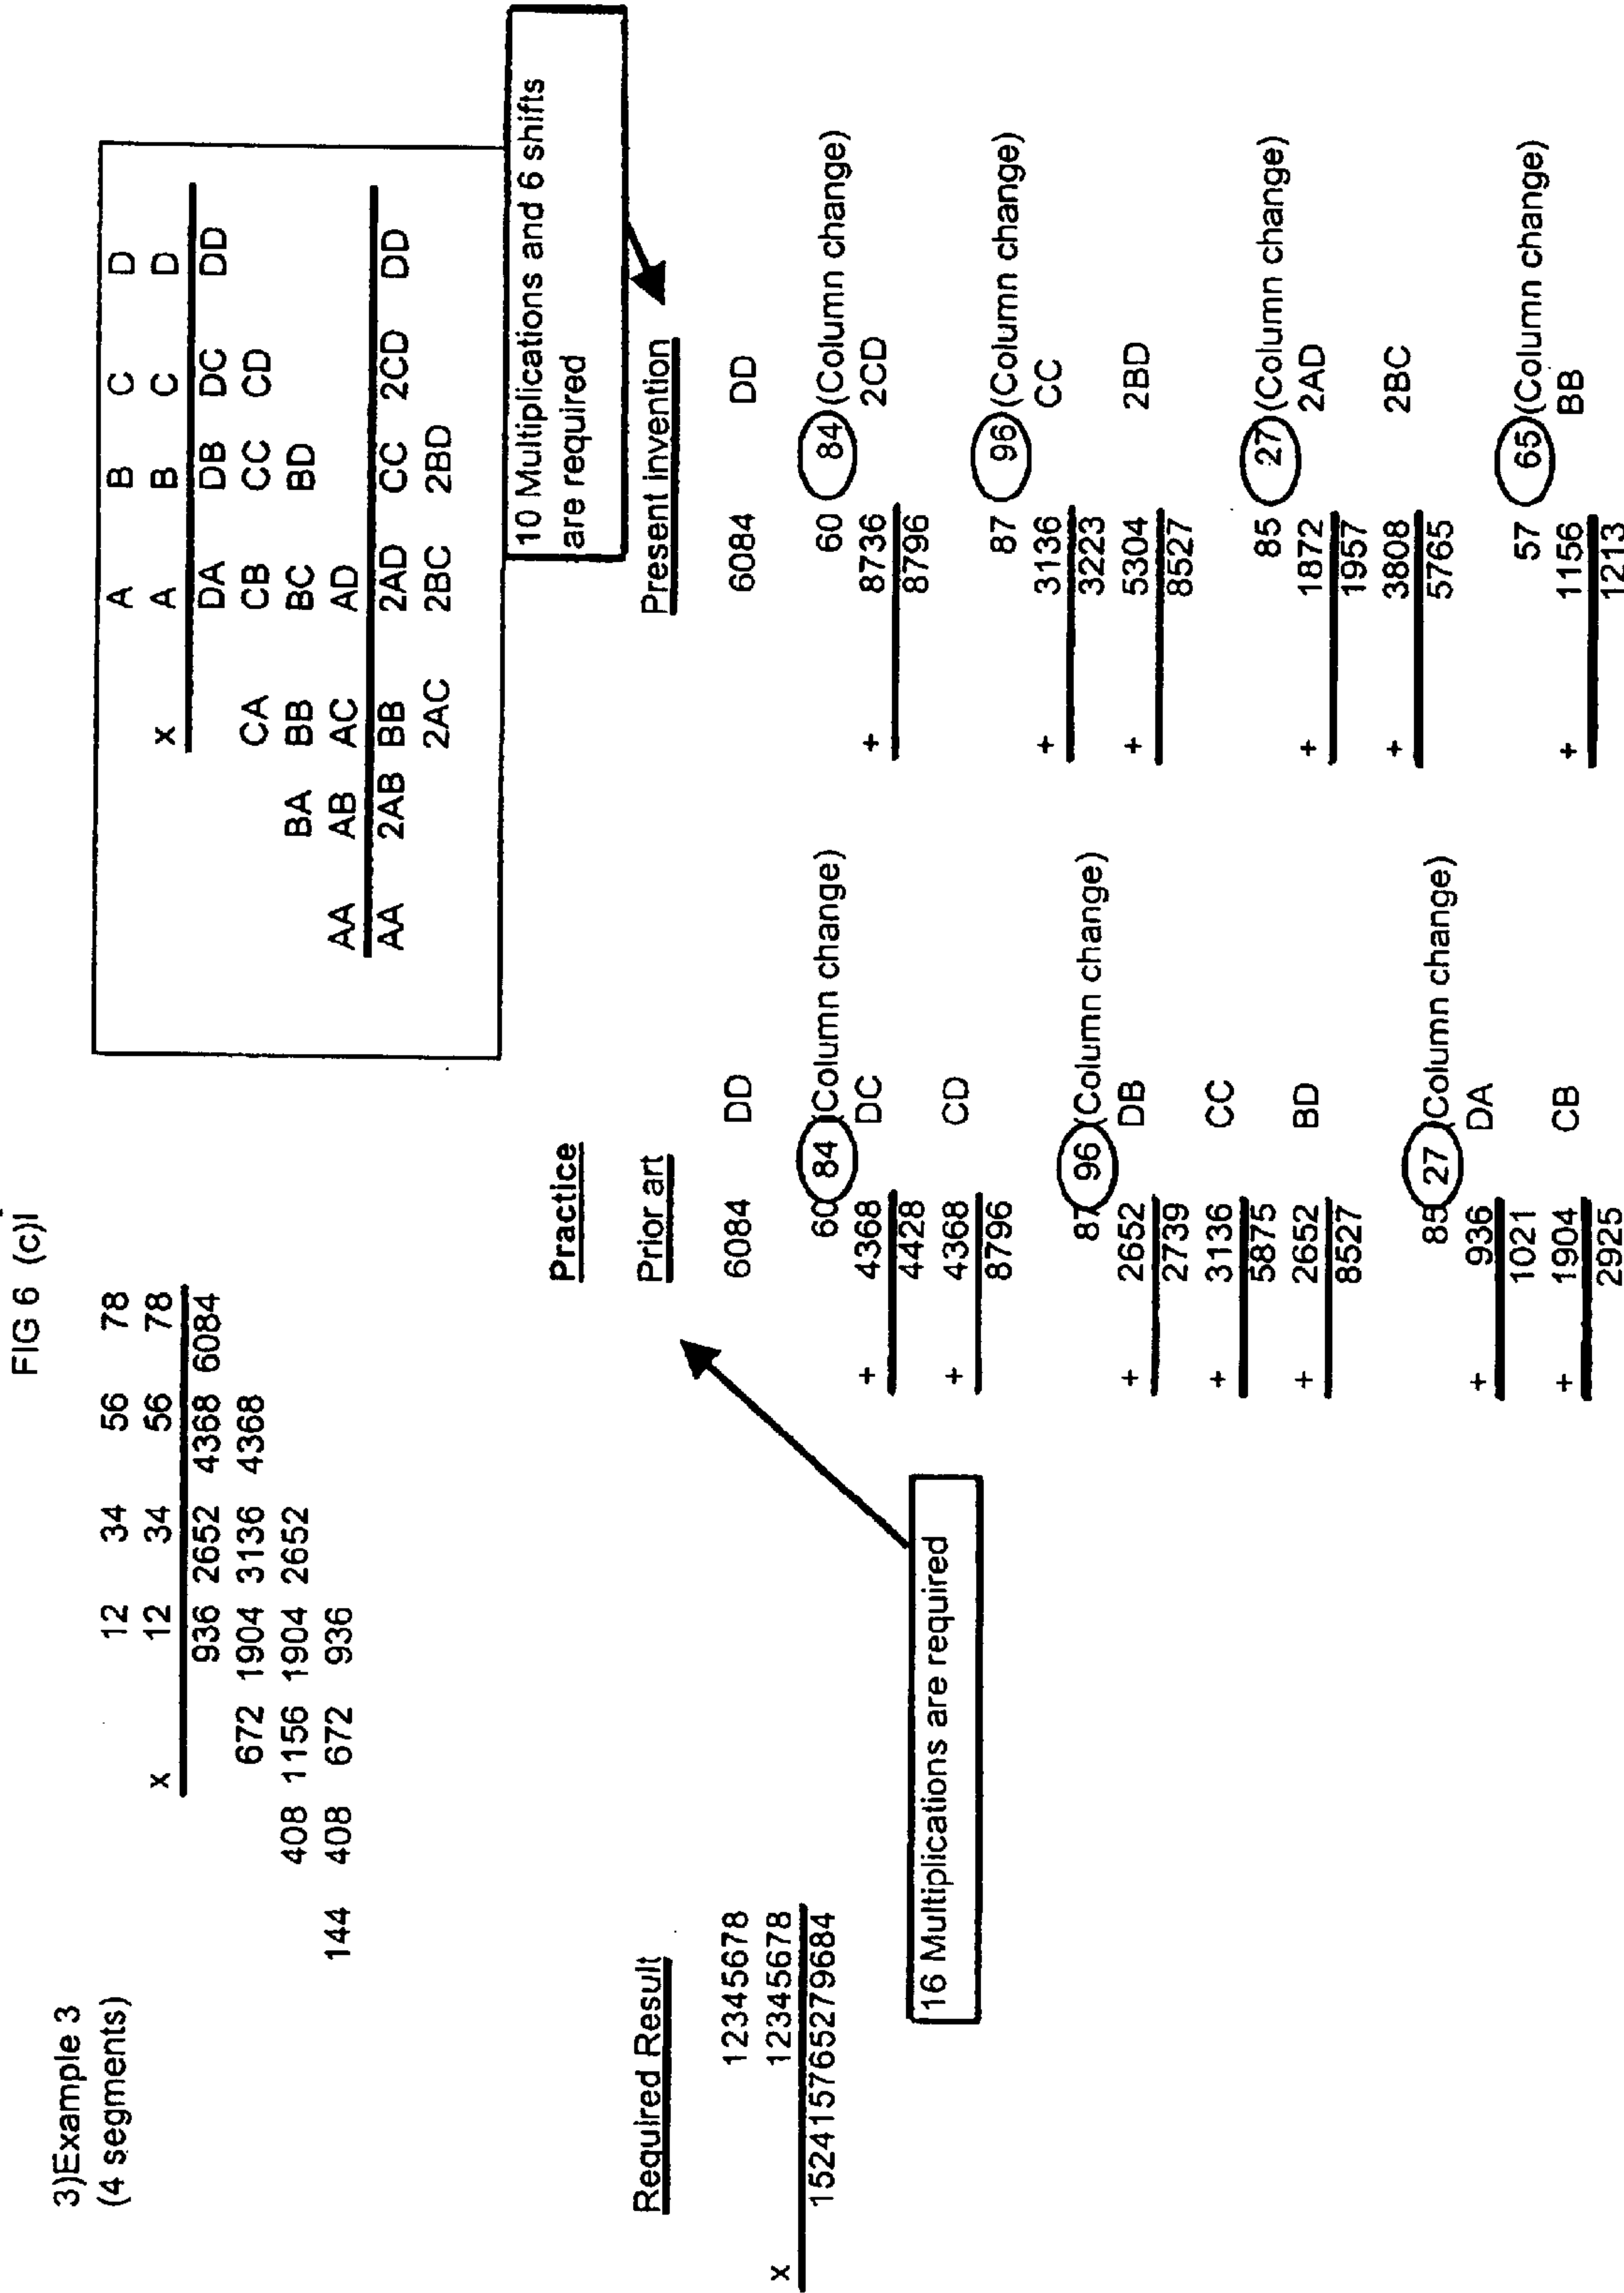 FIG 6 (c)I
3)Example 3
(4 segments)
12 34 56 78
x 12 34 56 78
936 2652 4368 6084
672 1904 3136 4368
408 1156 1904 2652
144 408 672 936
A B C D
x A B C D
DA DB DC DD
CA CB CC CD
BA BB BC BD
AA AB AC AD
AA 2AB BB 2AD CC 2CD DD
2AC 2BC 2BD
Required Result
12345678
x 12345678
152415765279684
16 Multiplications are required
Practice
Prior art
6084 DD
60 84 (Column change)
+ 4368 DC
4428
+ 4368 CD
8796
87 96 (Column change)
+ 2652 DB
2739
+ 3136 CC
5875
+ 2652 BD
8527
85 27 (Column change)
+ 936 DA
1021
+ 1904 CB
2925
10 Multiplications and 6 shifts
are required
Present invention
6084 DD
60 84 (Column change)
+ 8736 2CD
8796
87 96 (Column change)
+ 3136 CC
3223
+ 5304 2BD
8527
85 27 (Column change)
+ 1872 2AD
1957
+ 3808 2BC
5765
57 65 (Column change)
+ 1156 BB
1213